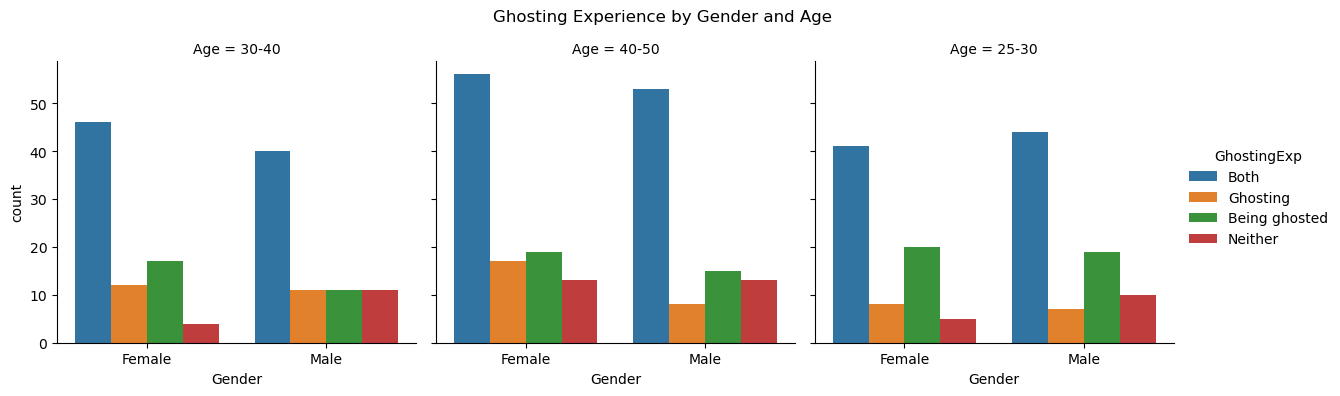 Ghosting Experience by Gender and Age
Age = 30-40
Age = 40-50
Age = 25-30
count
50
40
30
20
10
0
Female
Male
Female
Male
Female
Male
Gender
Gender
Gender
GhostingExp
Both
Ghosting
Being ghosted
Neither